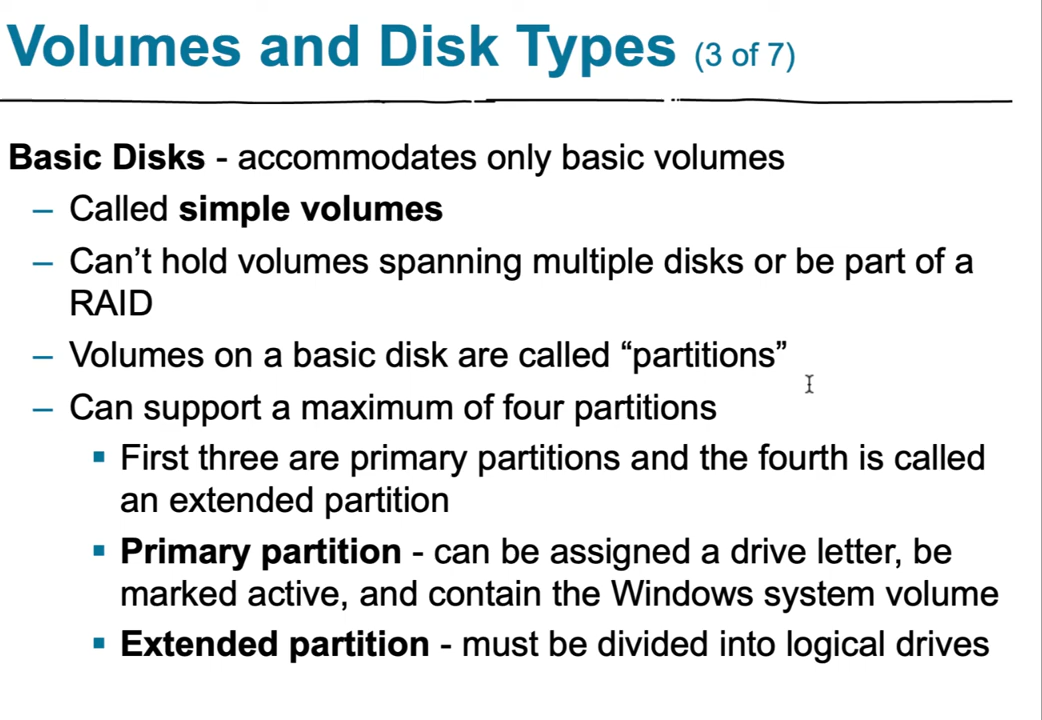 Volumes and Disk Types (3 of 7)
Basic Disks - accommodates only basic volumes
– Called simple volumes
– Can’t hold volumes spanning multiple disks or be part of a
RAID
– Volumes on a basic disk are called “partitions”
– Can support a maximum of four partitions
▪ First three are primary partitions and the fourth is called
an extended partition
▪ Primary partition - can be assigned a drive letter, be
marked active, and contain the Windows system volume
▪ Extended partition - must be divided into logical drives